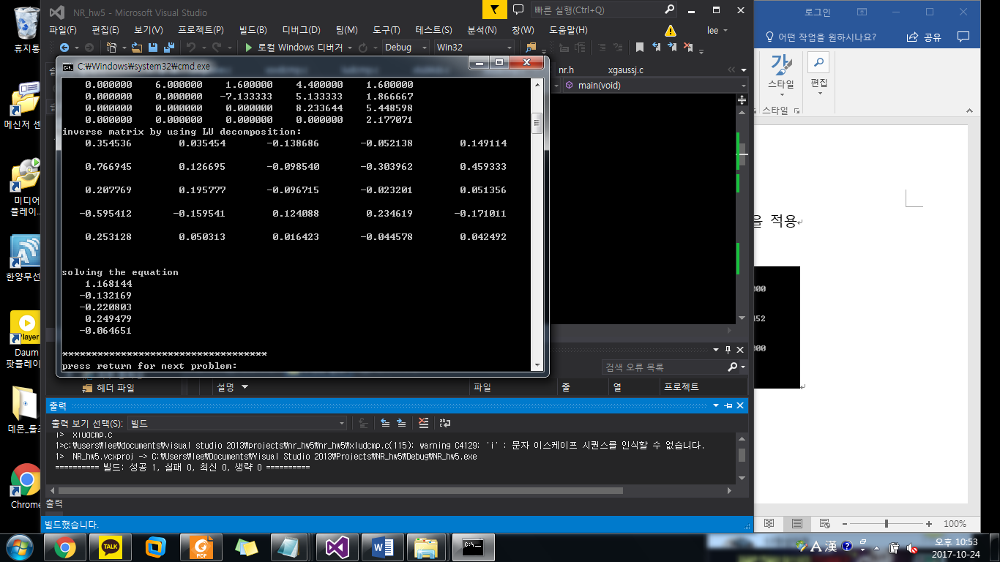 휴지통
메신저 센
미디어
플레이...
한양무선
Player
Daum
팟플레이
데몬_툴
Chrome
NR_hw5 - Microsoft Visual Studio
빠른 실행(Ctrl+Q)
파일(F) 편집(E) 보기(V) 프로젝트(P) 빌드(B) 디버그(D) 팀(M) 도구(T) 테스트(S) 분석(N) 창(W) 도움말(H) lee
로컬 Windows 디버거 Debug Win32
nr.h xgaussj.c
main(void)
C:\Windows\system32\cmd.exe
0.000000 6.000000 1.600000 4.400000 1.600000
0.000000 0.000000 -7.133333 5.133333 1.866667
0.000000 0.000000 0.000000 8.233644 5.448598
0.000000 0.000000 0.000000 0.000000 2.177071
inverse matrix by using LU decomposition:
0.354536 0.035454 -0.138686 -0.052138 0.149114
0.766945 0.126695 -0.098540 -0.303962 0.459333
0.207769 0.195777 -0.096715 -0.023201 0.051356
-0.595412 -0.159541 0.124088 0.234619 -0.171011
0.253128 0.050313 0.016423 -0.044578 0.042492
solving the equation
1.168144
-0.132169
-0.220803
0.249479
-0.064651
***********************************
press return for next problem:
검색 오류 목록
헤더 파일
설명 파일 줄 열 프로젝트
출력
출력 보기 선택(S): 빌드
1> xludcmp.c
1>c:\users\lee\documents\visual studio 2013\projects\nr_hw5\nr_hw5\xludcmp.c(115): warning C4129: 'i' : 문자 이스케이프 시퀀스를 인식할 수 없습니다.
1> NR_hw5.vcxproj -> C:\Users\lee\Documents\Visual Studio 2013\Projects\NR_hw5\Debug\NR_hw5.exe
========== 빌드: 성공 1, 실패 0, 최신 0, 생략 0 ==========
출력
빌드했습니다.
로그인
어떤 작업을 원하시나요? 공유
가
스타일 편집
스타일
을 적용
000
452
000
100%
TALK
PDF
A 漢
오후 10:53
2017-10-24